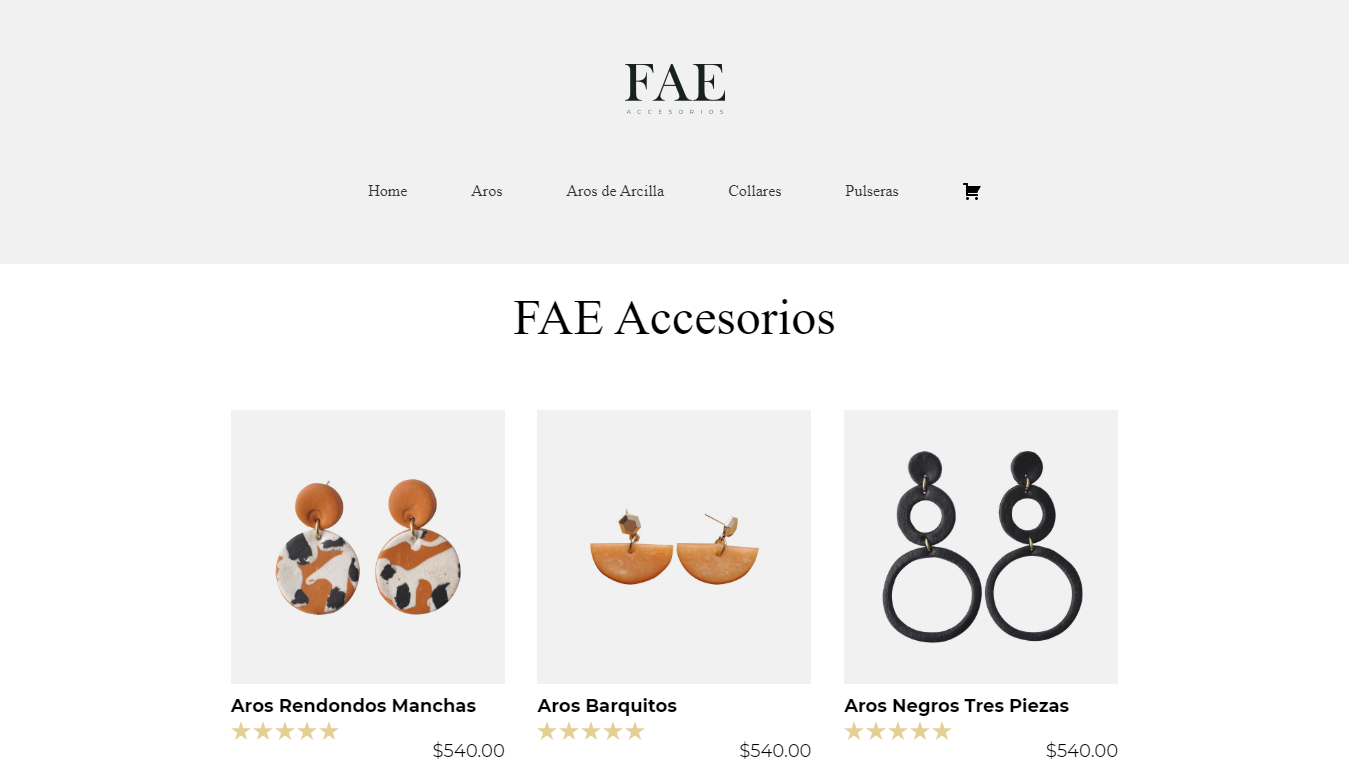 FAE
ACCESORIOS
Home Aros Aros de Arcilla Collares Pulseras
FAE Accesorios
Aros Rendondos Manchas Aros Barquitos Aros Negros Tres Piezas
$540.00 $540.00 $540.00